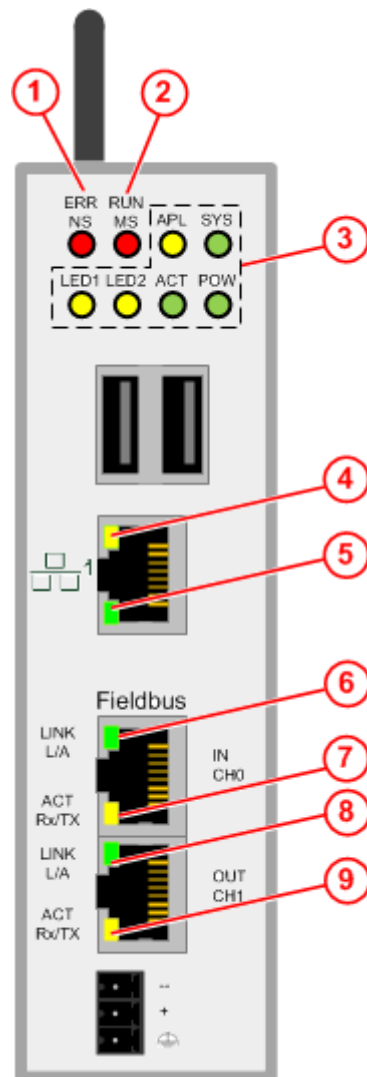 1 2
ERR RUN
NS MS APL SYS
3
LED1 LED2 ACT POW
4
1
5
Fieldbus
6
LINK
L/A
IN
CH0
7
ACT
Rx/TX
8
LINK
L/A
OUT
CH1
9
ACT
Rx/TX
--
+